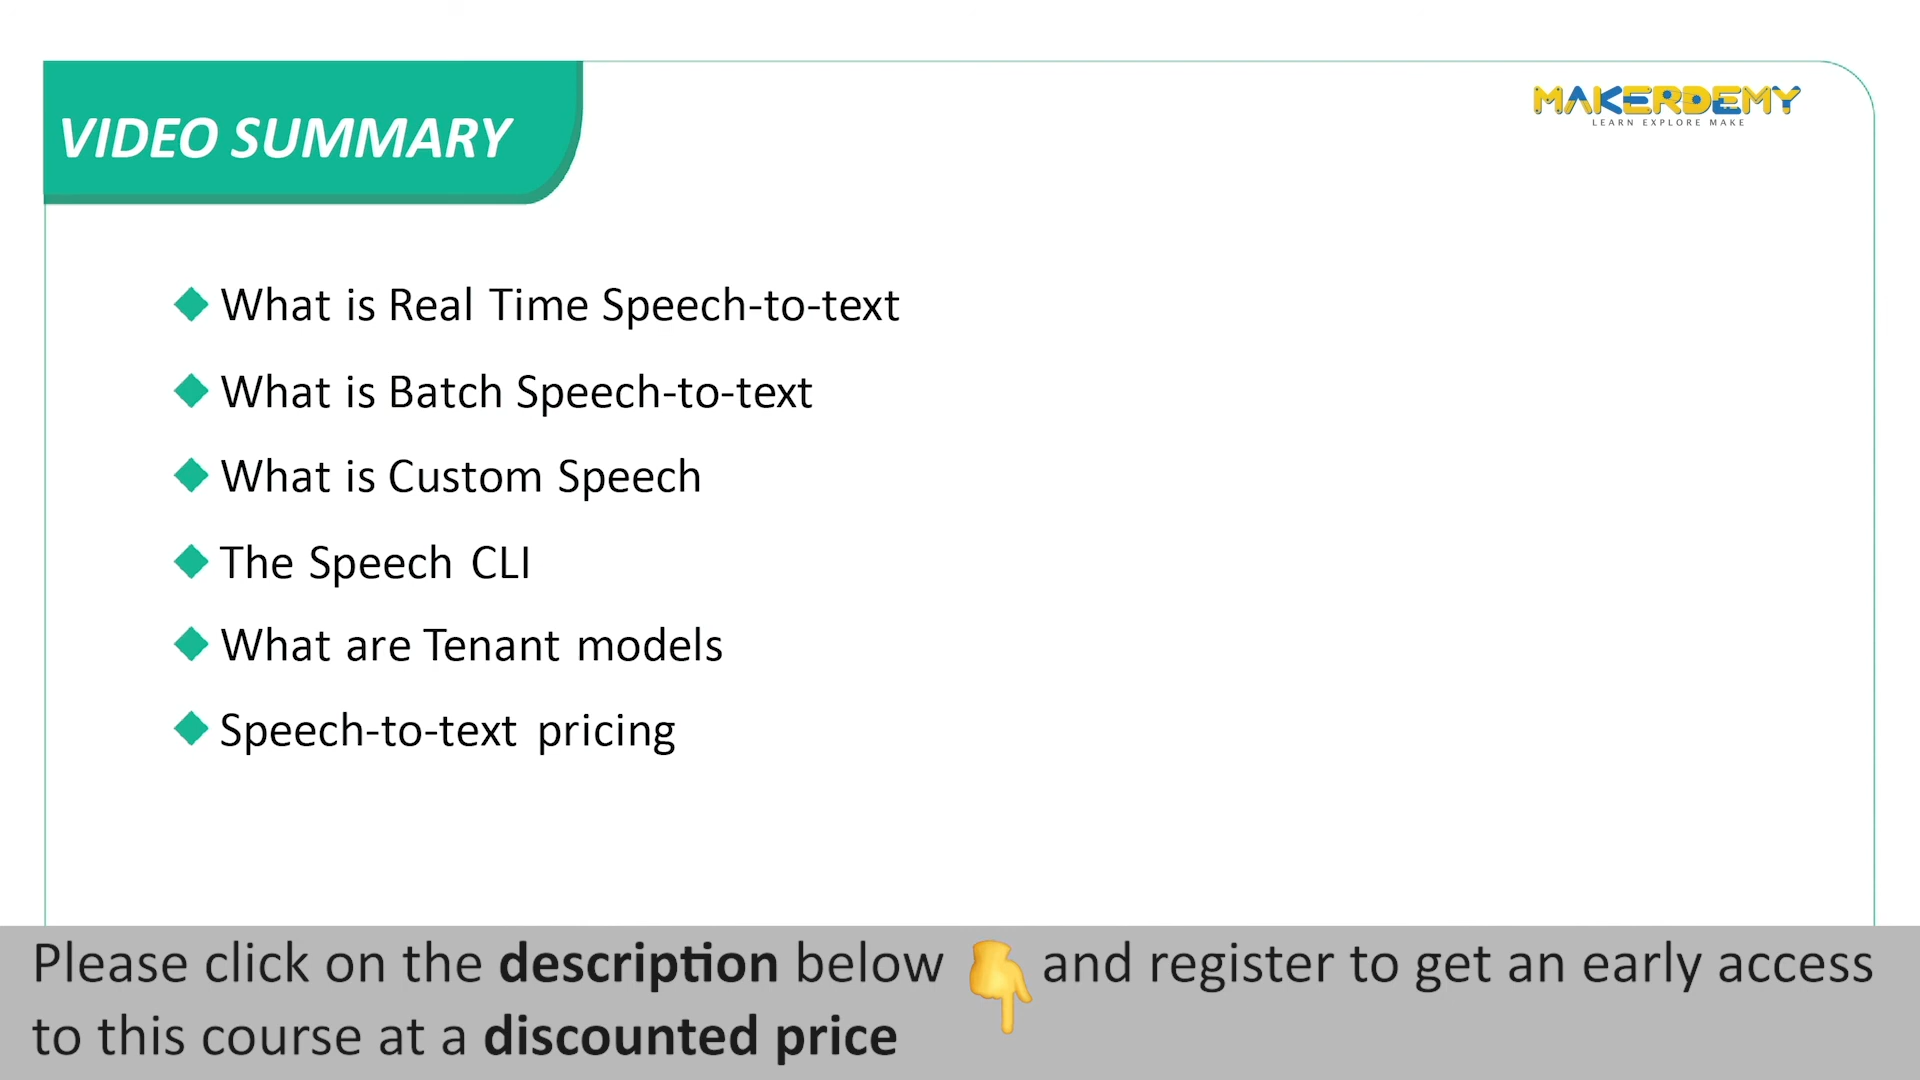 VIDEO SUMMARY
MAKERDEMY
LEARN EXPLORE MAKE
What is Real Time Speech-to-text
What is Batch Speech-to-text
What is Custom Speech
The Speech CLI
What are Tenant models
Speech-to-text pricing
Please click on the description below 👇 and register to get an early access
to this course at a discounted price